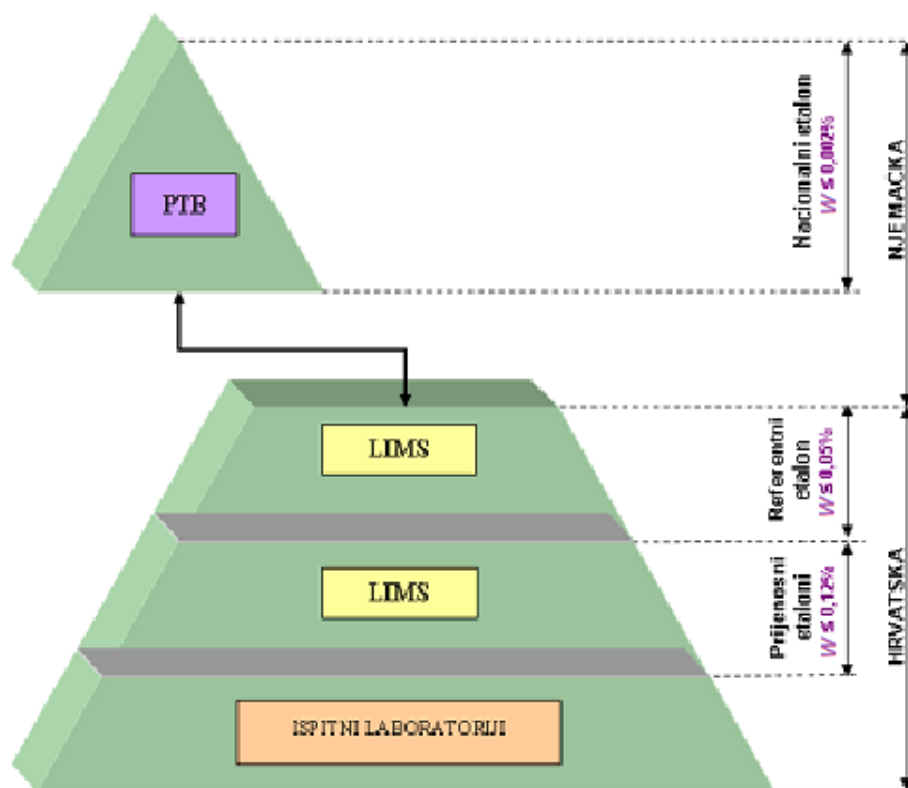 PTB
Nacionalni etalon
W ≤ 0,002%
NJEMAČKA
LIMS
Referentni
etalon
W ≤ 0,05%
LIMS
Prijenosni
etaloni
W ≤ 0,12%
HRVATSKA
ISPITNI LABORATORIJI